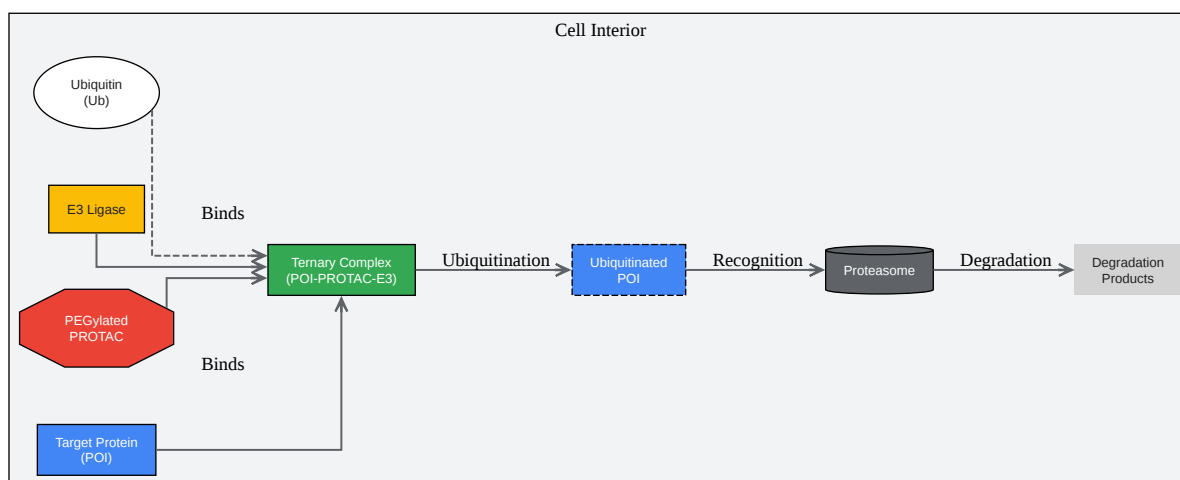 Cell Interior
Ubiquitin
(Ub)
E3 Ligase
Binds
Ternary Complex
(POI-PROTAC-E3)
Ubiquitination
Ubiquitinated
POI
Recognition
Proteasome
Degradation
Degradation
Products
PEGylated
PROTAC
Binds
Target Protein
(POI)